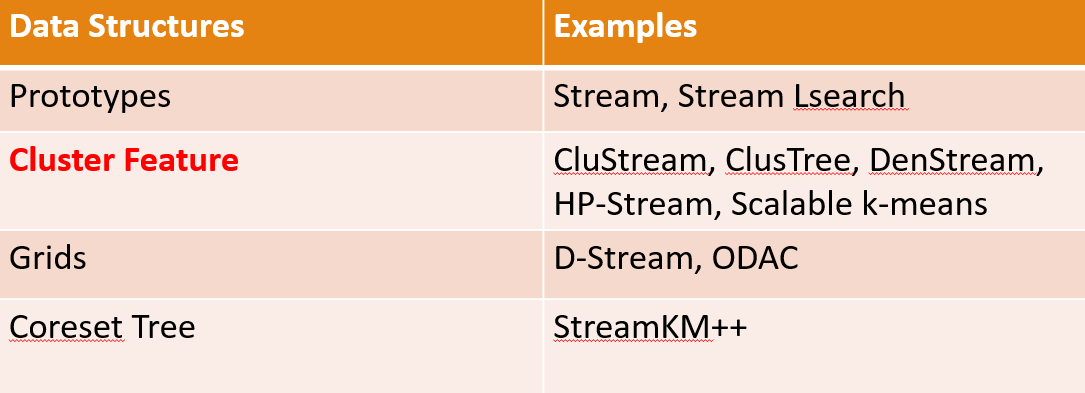 Data Structures Examples
Prototypes Stream, Stream Lsearch
Cluster Feature CluStream, ClusTree, DenStream,
HP-Stream, Scalable k-means
Grids D-Stream, ODAC
Coreset Tree StreamKM++